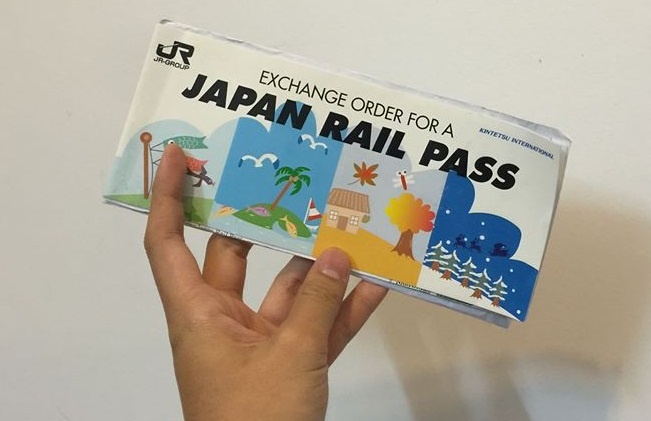 JR
JR-GROUP
EXCHANGE ORDER FOR A
JAPAN RAIL PASS
KINTETSU INTERNATIONAL